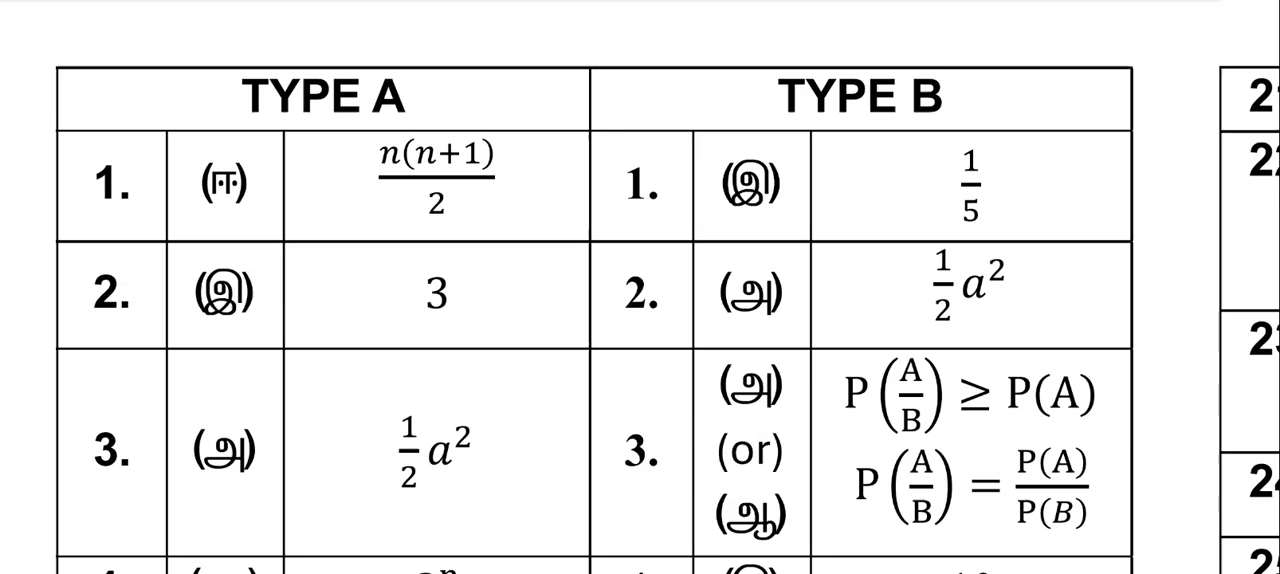 TYPE A TYPE B
1. (ஈ) n(n+1)/2 1. (இ) 1/5
2. (இ) 3 2. (அ) 1/2 a²
3. (அ) 1/2 a² 3. (அ) P(A/B) ≥ P(A)
(or)
(ஆ) P(A/B) = P(A)/P(B)